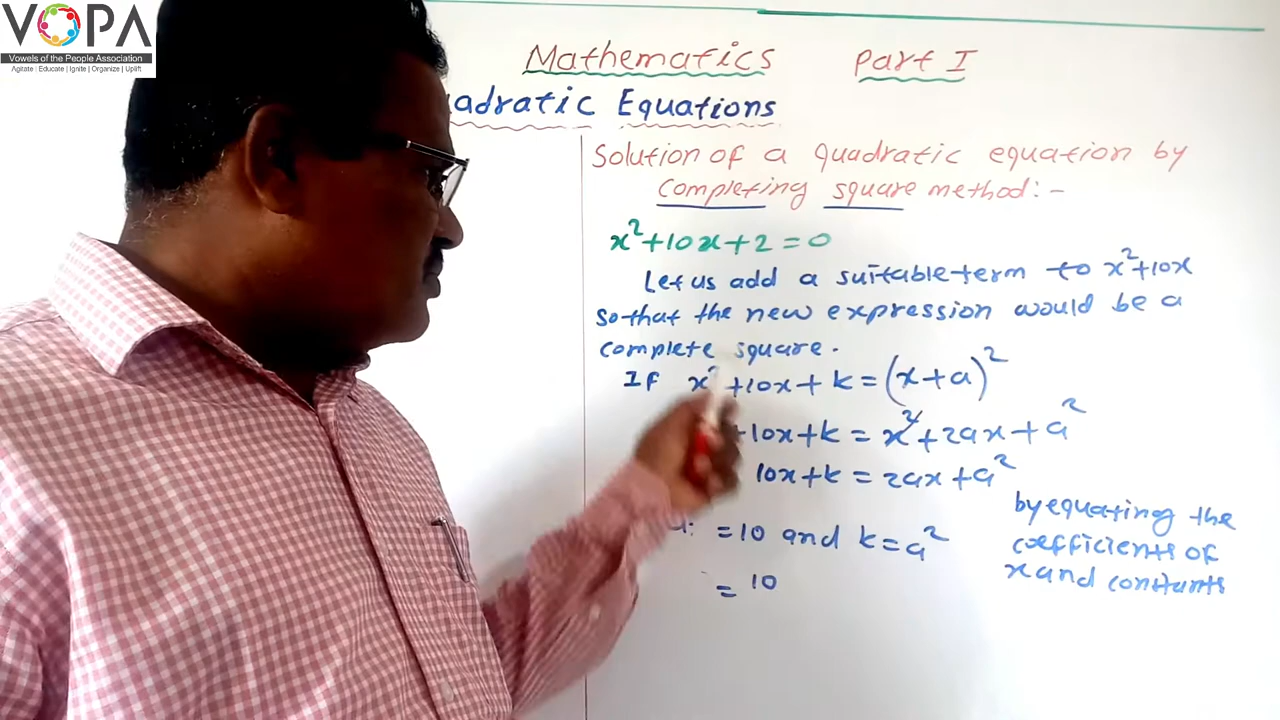 VOPA
Vowels of the People Association
Agitate | Educate | Ignite | Organize | Uplift
Mathematics Part I
uadratic Equations
Solution of a quadratic equation by
completing square method:-
x²+10x+2=0
Let us add a suitable term to x²+10x
so that the new expression would be a
complete square.
If x²+10x+k=(x+a)²
+10x+k=x²+2ax+a²
10x+k=2ax+a²
=10 and k=a²
by equating the
coefficients of
x and constants
= 10